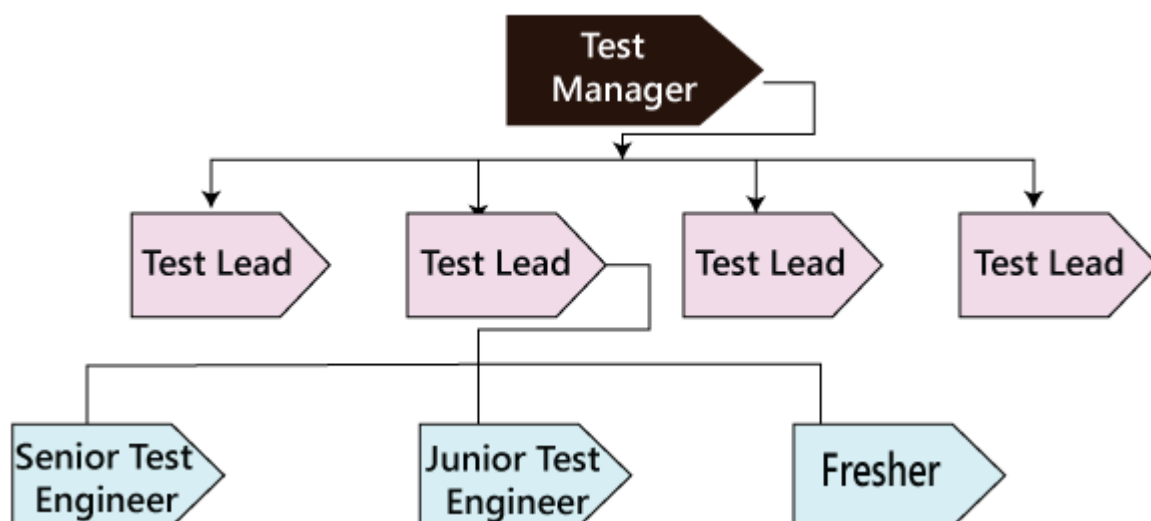 Test
Manager
Test Lead
Test Lead
Test Lead
Test Lead
Senior Test
Engineer
Junior Test
Engineer
Fresher